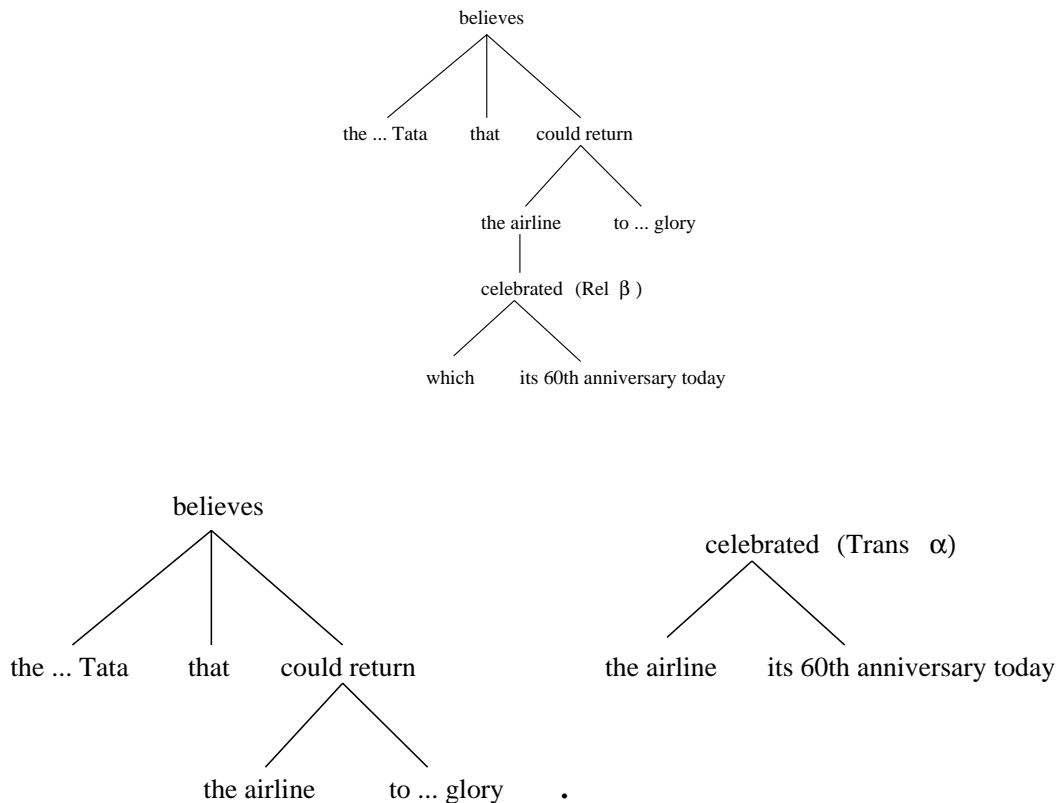 believes
the ... Tata that could return
the airline to ... glory
celebrated (Rel β )
which its 60th anniversary today
believes
celebrated (Trans α)
the ... Tata that could return the airline its 60th anniversary today
the airline to ... glory .